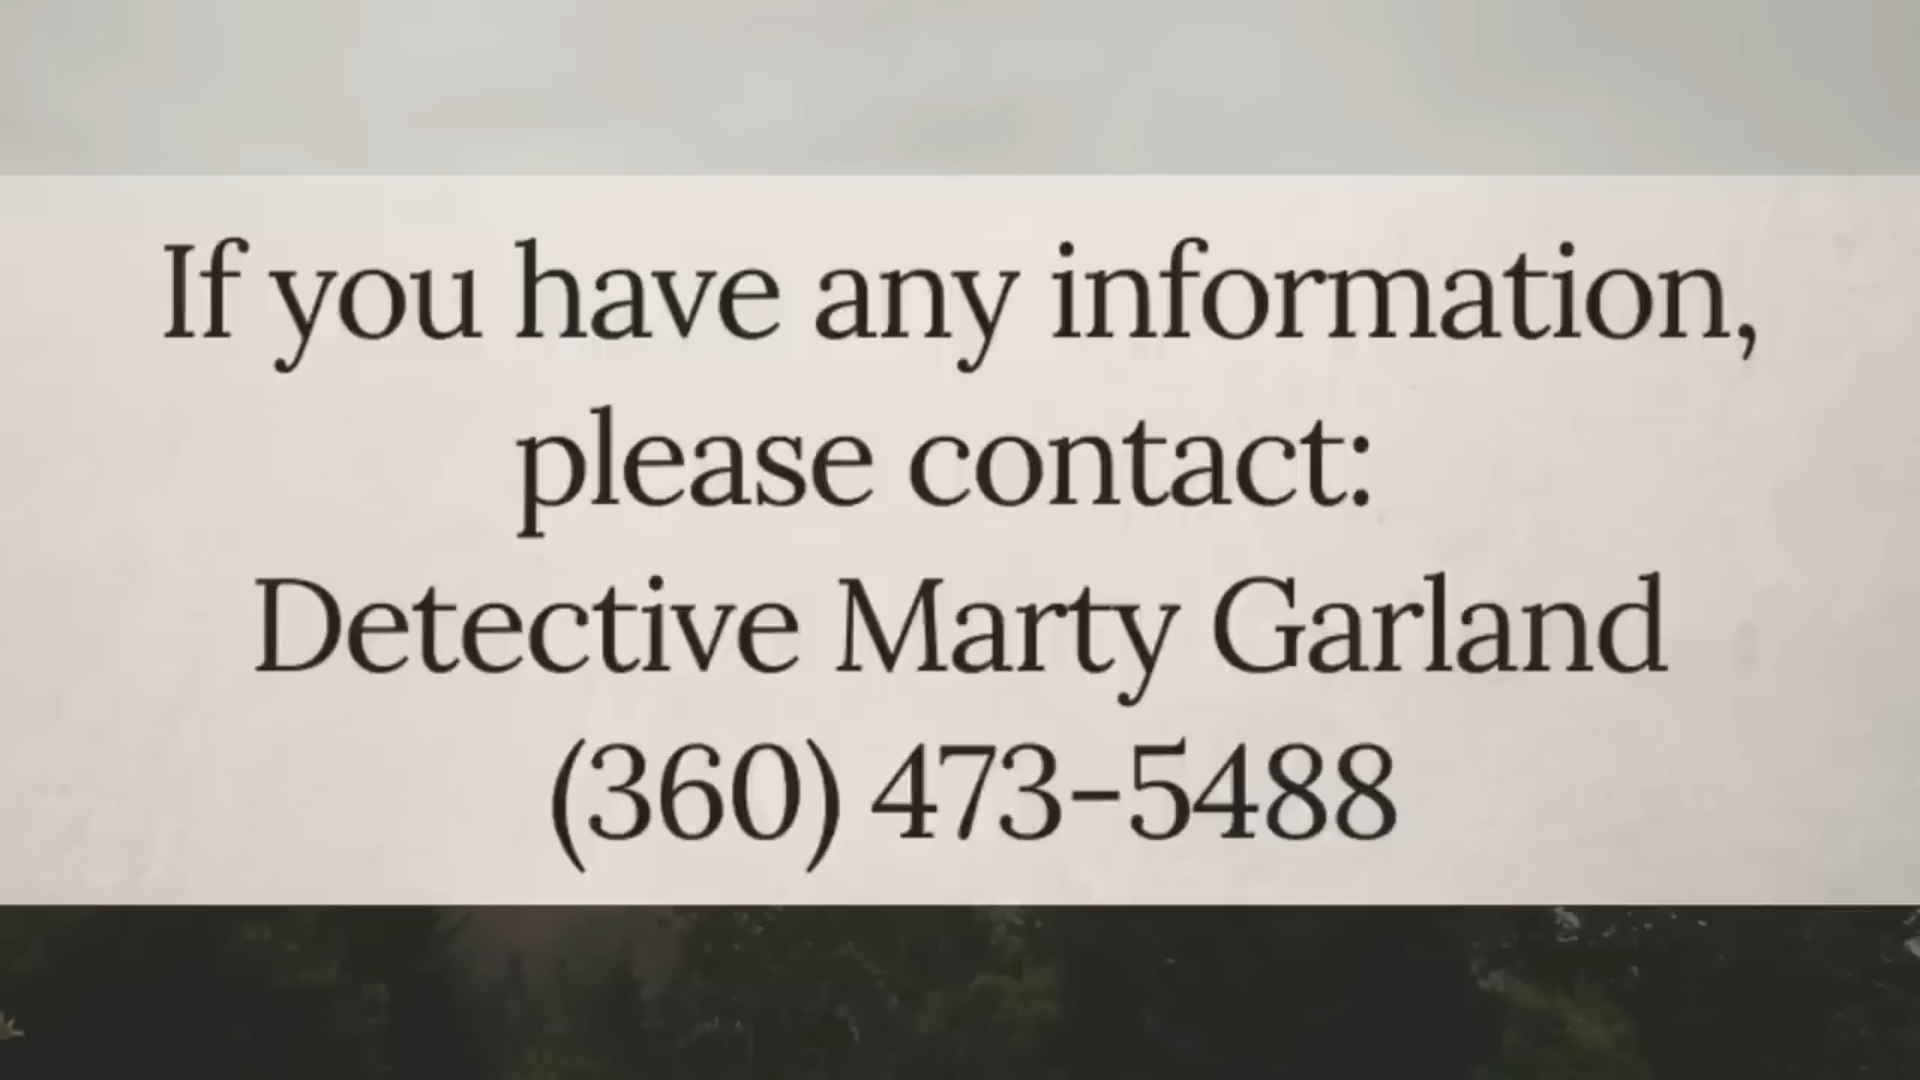 If you have any information,
please contact:
Detective Marty Garland
(360) 473-5488